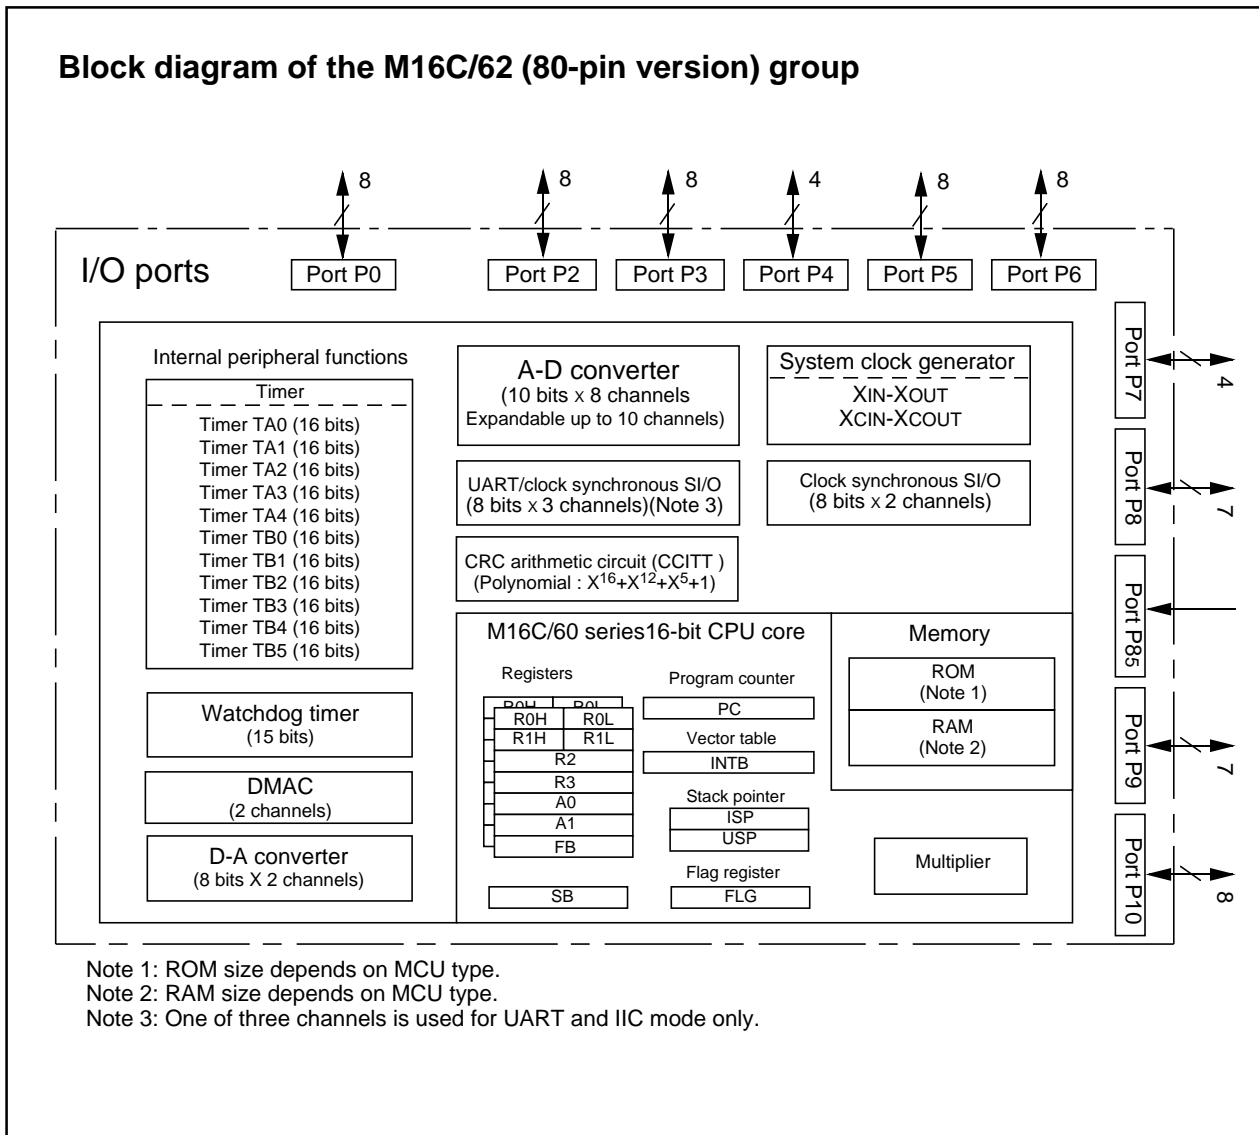 Block diagram of the M16C/62 (80-pin version) group
8 8 8 4 8 8
I/O ports
Port P0 Port P2 Port P3 Port P4 Port P5 Port P6
Port P7
4
Port P8
7
Port P85
Port P9
7
Port P10
8
Internal peripheral functions
Timer
Timer TA0 (16 bits)
Timer TA1 (16 bits)
Timer TA2 (16 bits)
Timer TA3 (16 bits)
Timer TA4 (16 bits)
Timer TB0 (16 bits)
Timer TB1 (16 bits)
Timer TB2 (16 bits)
Timer TB3 (16 bits)
Timer TB4 (16 bits)
Timer TB5 (16 bits)
Watchdog timer
(15 bits)
DMAC
(2 channels)
D-A converter
(8 bits X 2 channels)
A-D converter
(10 bits x 8 channels
Expandable up to 10 channels)
System clock generator
XIN-XOUT
XCIN-XCOUT
UART/clock synchronous SI/O
(8 bits x 3 channels)(Note 3)
Clock synchronous SI/O
(8 bits x 2 channels)
CRC arithmetic circuit (CCITT )
(Polynomial : X¹⁶+X¹²+X⁵+1)
M16C/60 series16-bit CPU core
Registers
R0H R0L
R0H R0L
R1H R1L
R2
R3
A0
A1
FB
SB
Program counter
PC
Vector table
INTB
Stack pointer
ISP
USP
Flag register
FLG
Memory
ROM
(Note 1)
RAM
(Note 2)
Multiplier
Note 1: ROM size depends on MCU type.
Note 2: RAM size depends on MCU type.
Note 3: One of three channels is used for UART and IIC mode only.